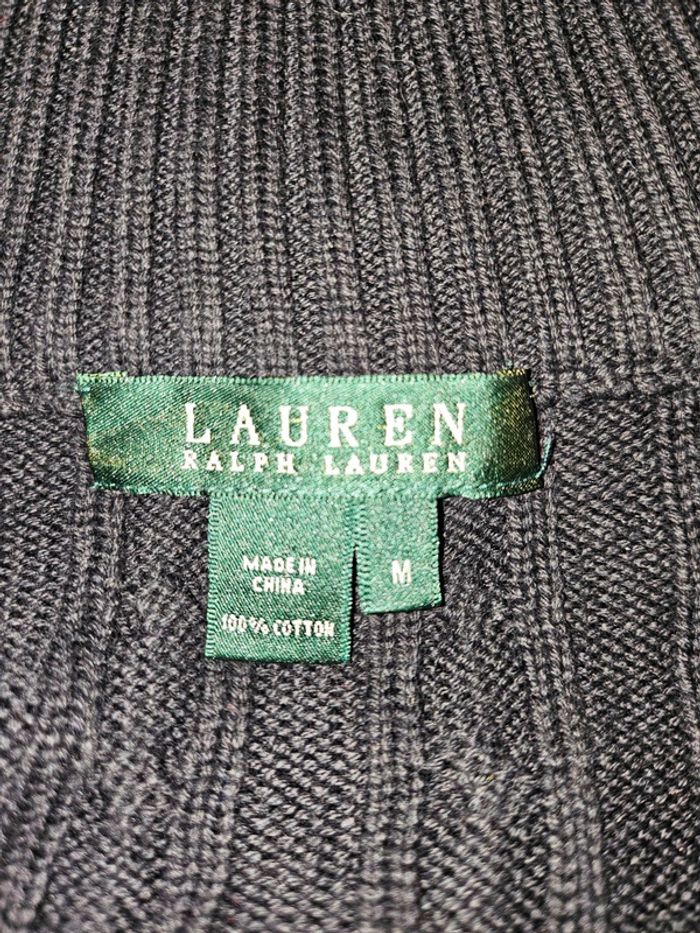 LAUREN
RALPH LAUREN
MADE IN
CHINA
100% COTTON
M